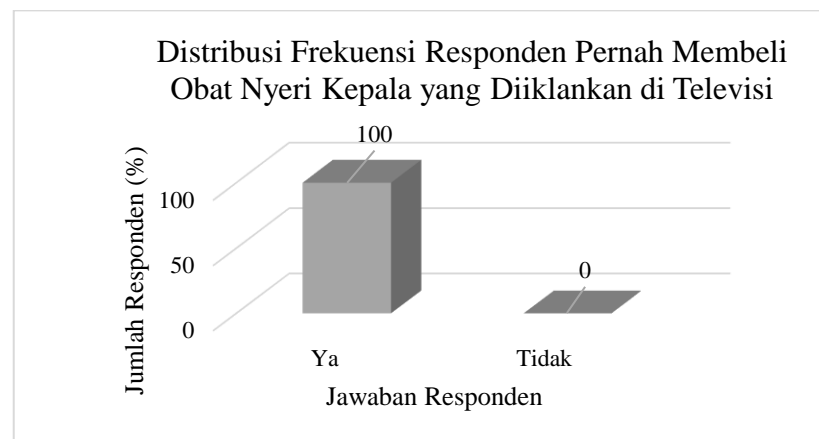 Distribusi Frekuensi Responden Pernah Membeli
Obat Nyeri Kepala yang Diiklankan di Televisi
Jumlah Responden (%)
100
50
0
100
0
Ya
Tidak
Jawaban Responden